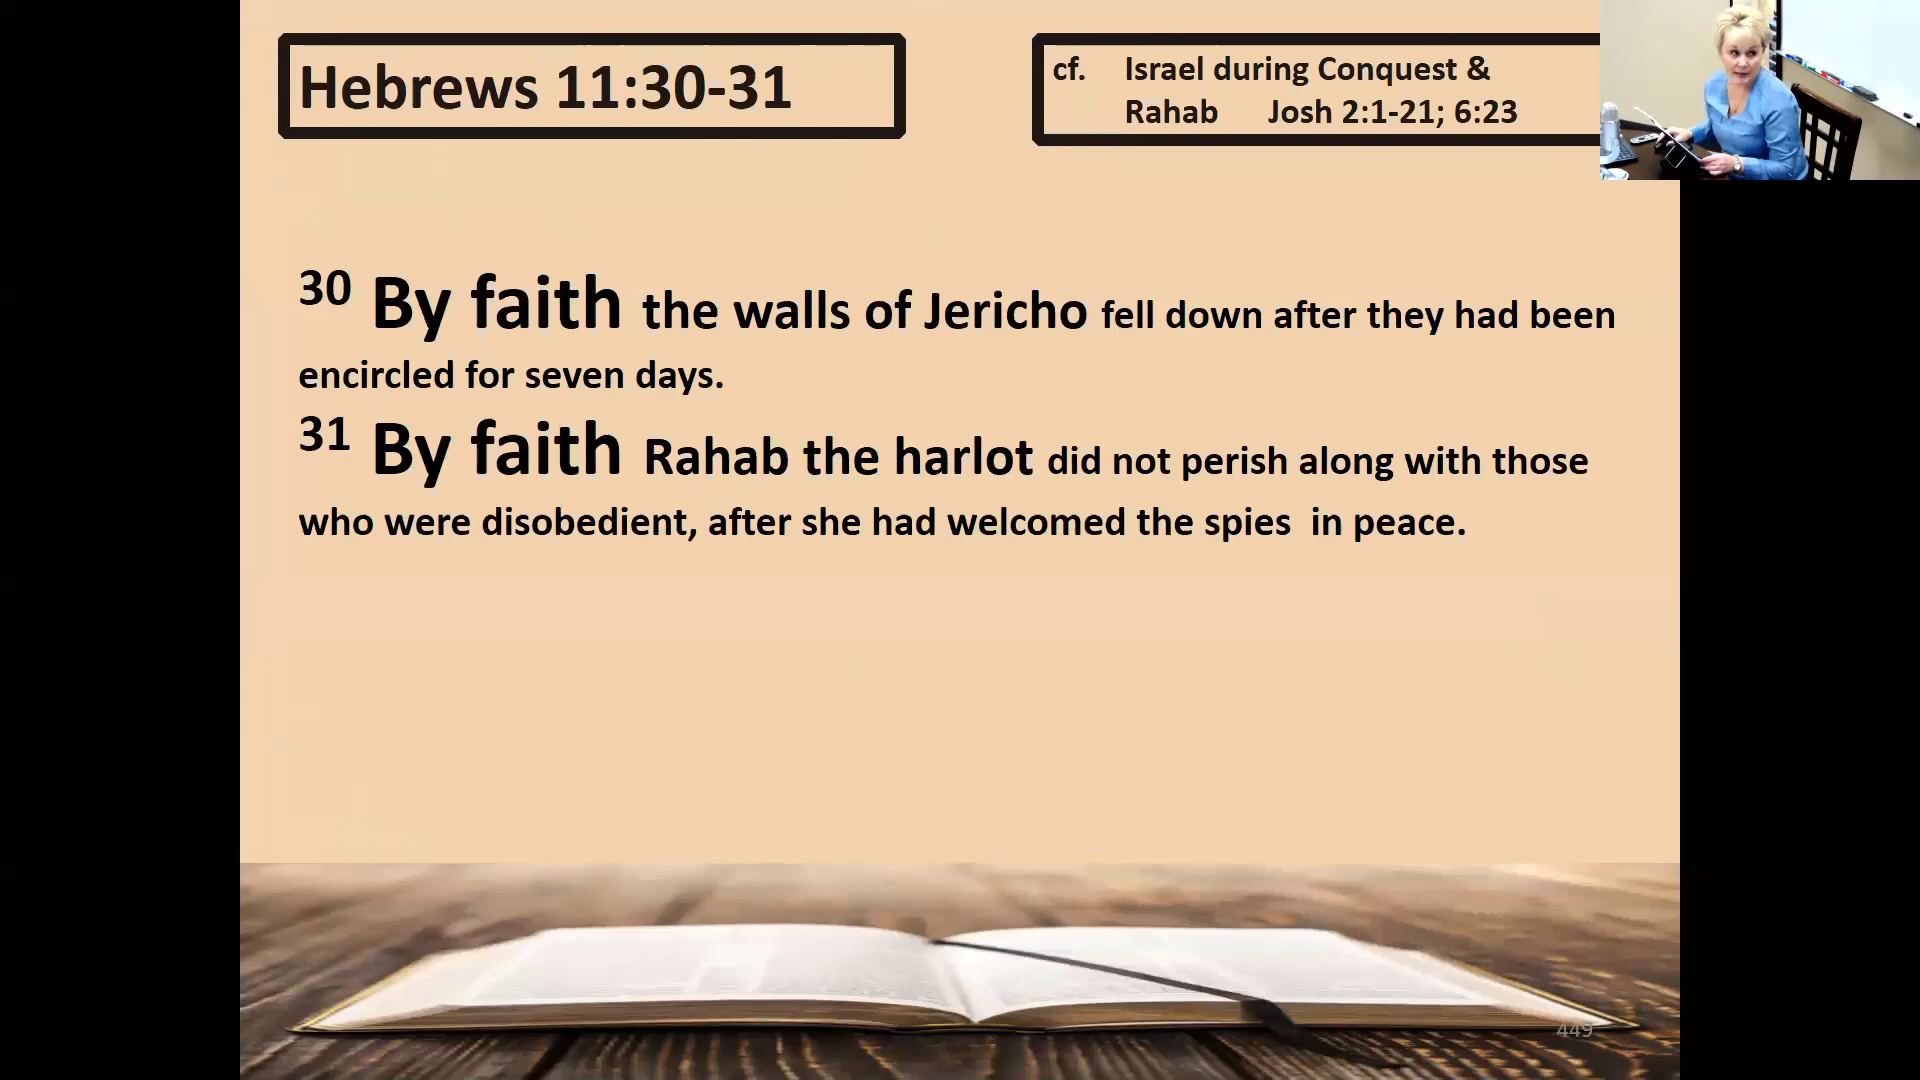 Hebrews 11:30-31
cf. Israel during Conquest &
Rahab Josh 2:1-21; 6:23
30 By faith the walls of Jericho fell down after they had been
encircled for seven days.
31 By faith Rahab the harlot did not perish along with those
who were disobedient, after she had welcomed the spies in peace.
449